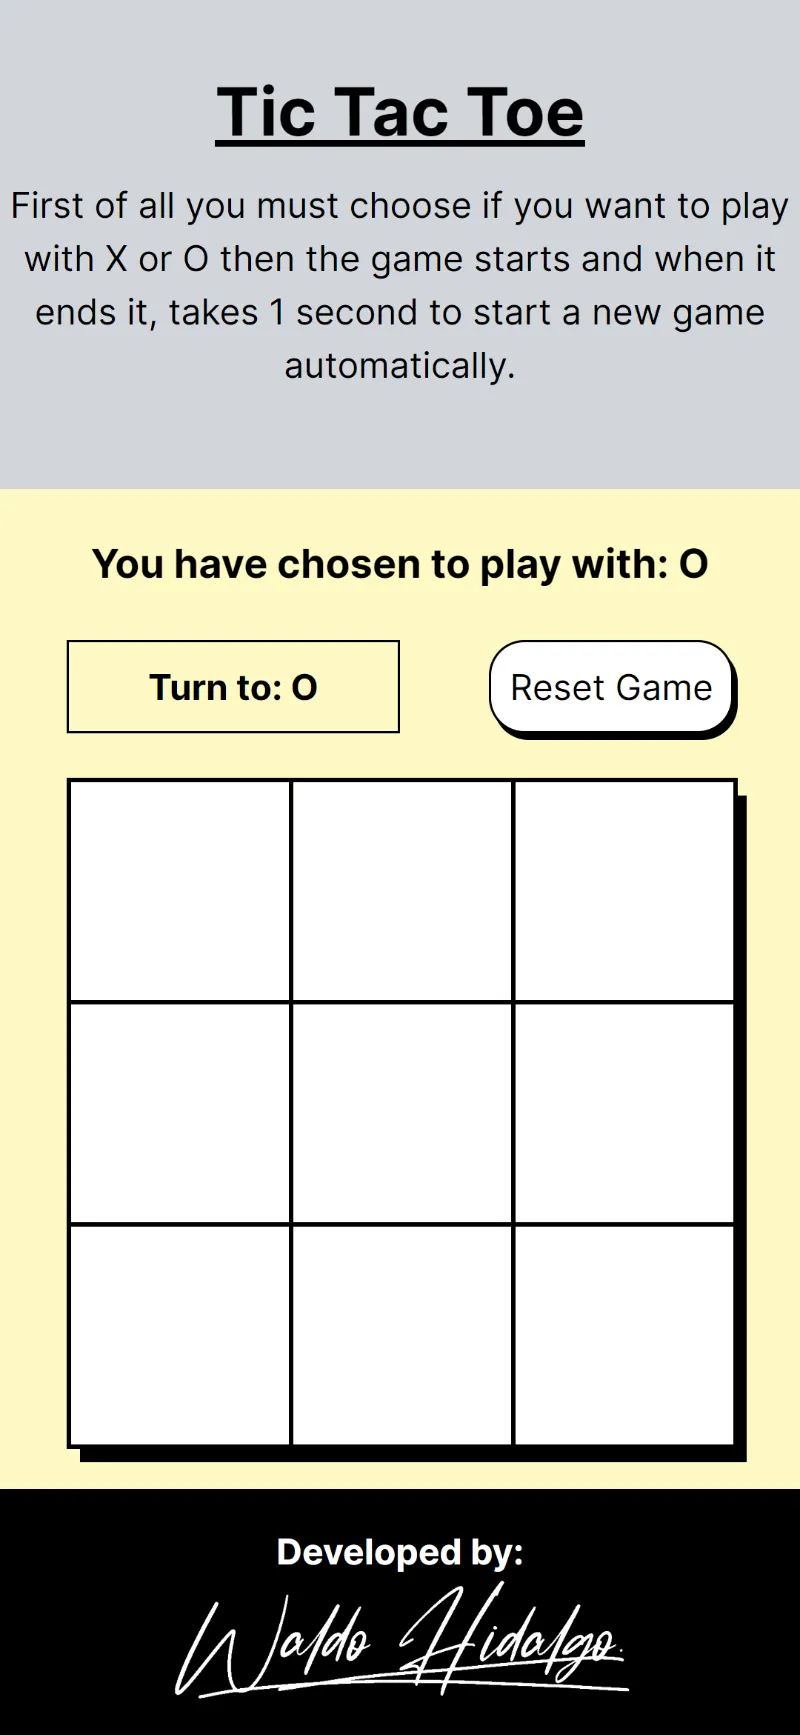 Tic Tac Toe
First of all you must choose if you want to play
with X or O then the game starts and when it
ends it, takes 1 second to start a new game
automatically.
You have chosen to play with: O
Turn to: O
Reset Game
Developed by:
Waldo Hidalgo.